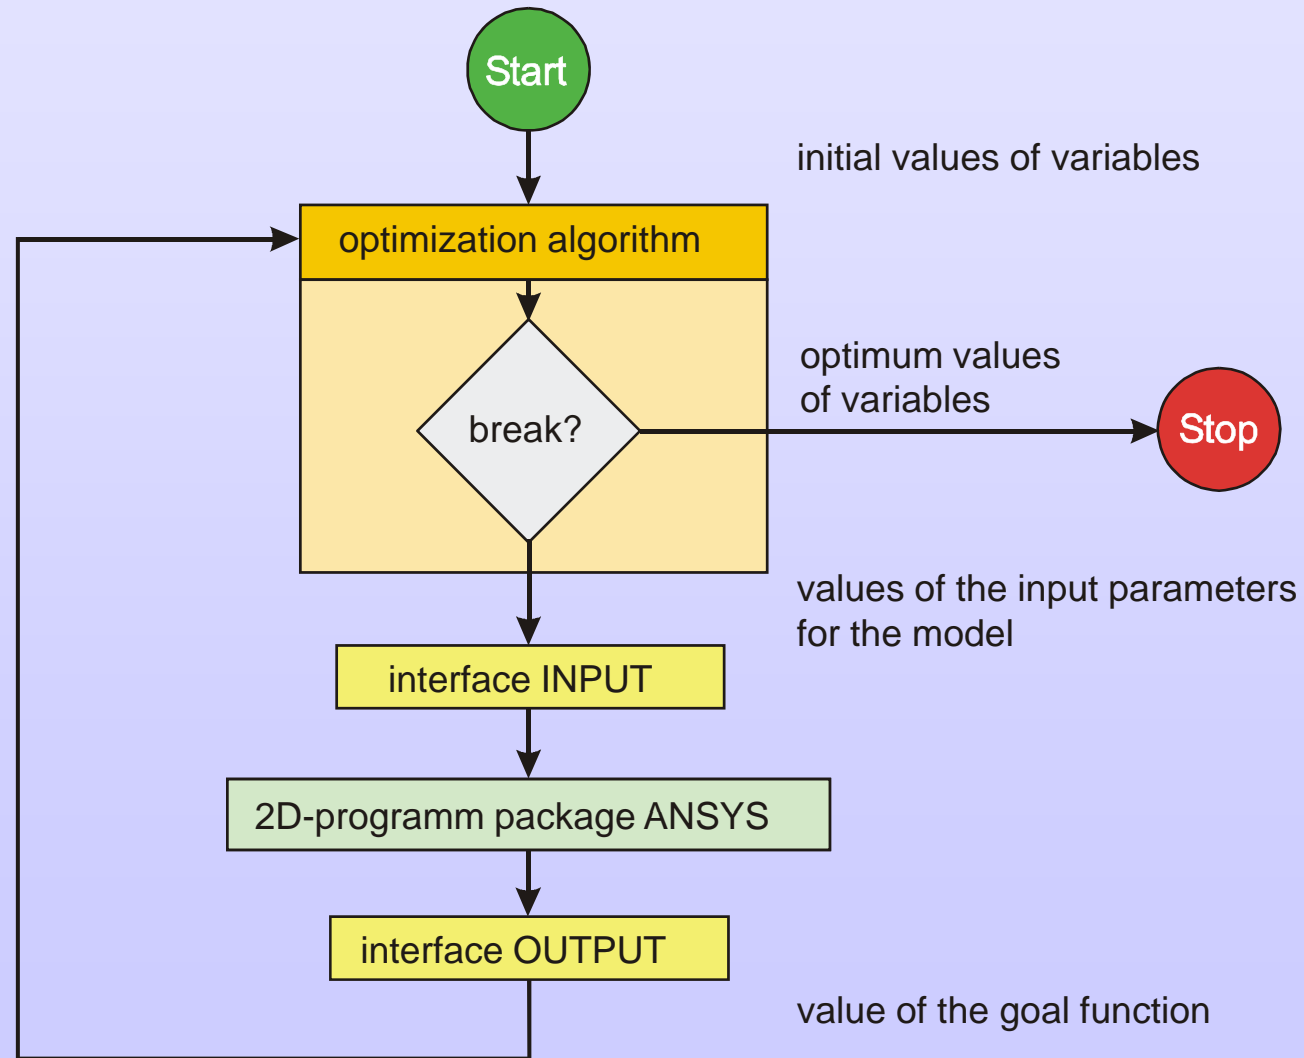 Start
initial values of variables
optimization algorithm
optimum values
of variables
break?
Stop
values of the input parameters
for the model
interface INPUT
2D-programm package ANSYS
interface OUTPUT
value of the goal function